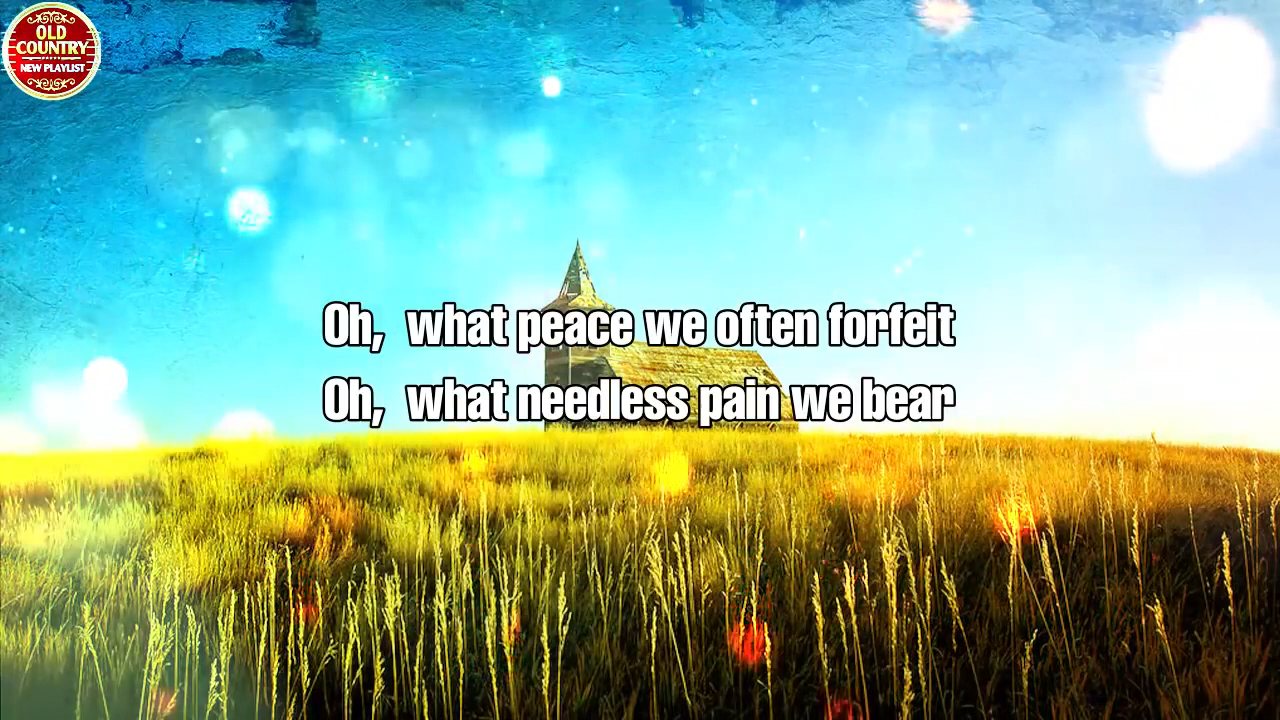 OLD
COUNTRY
NEW PLAYLIST
Oh, what peace we often forfeit
Oh, what needless pain we bear